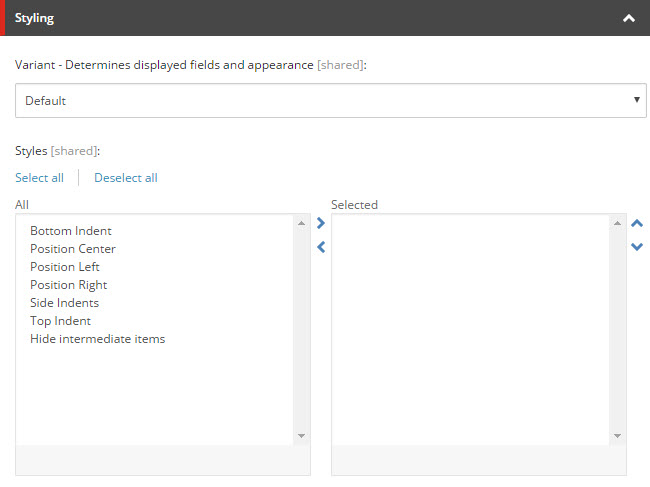 Styling
Variant - Determines displayed fields and appearance [shared]:
Default
Styles [shared]:
Select all Deselect all
All Selected
Bottom Indent
Position Center
Position Left
Position Right
Side Indents
Top Indent
Hide intermediate items